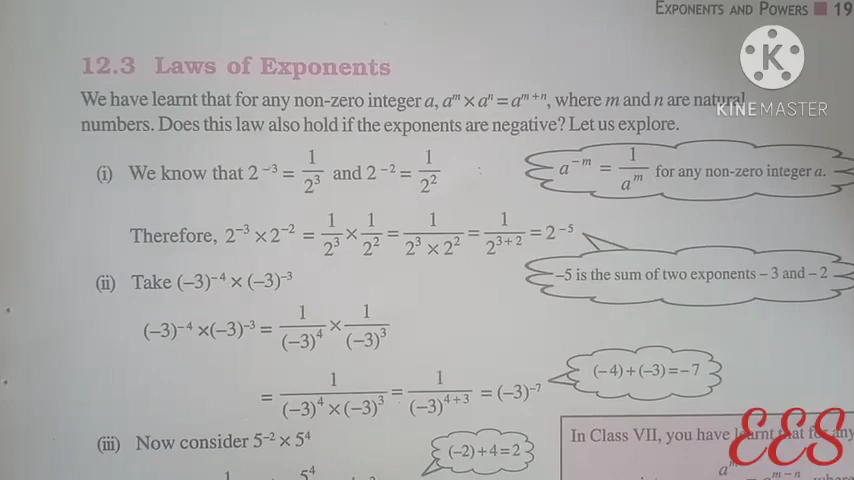 EXPONENTS AND POWERS ■ 19
KINEMASTER
12.3 Laws of Exponents
We have learnt that for any non-zero integer a, a^m × a^n = a^(m + n), where m and n are natural
numbers. Does this law also hold if the exponents are negative? Let us explore.
(i) We know that 2^–3 = 1/2^3 and 2^–2 = 1/2^2
a^–m = 1/a^m for any non-zero integer a.
Therefore, 2^–3 × 2^–2 = 1/2^3 × 1/2^2 = 1/(2^3 × 2^2) = 1/2^(3+2) = 2^–5
–5 is the sum of two exponents – 3 and – 2
(ii) Take (–3)^–4 × (–3)^–3
(–3)^–4 × (–3)^–3 = 1/(–3)^4 × 1/(–3)^3
= 1/((–3)^4 × (–3)^3) = 1/(–3)^(4+3) = (–3)^–7
(–4) + (–3) = –7
(iii) Now consider 5^–2 × 5^4
(–2) + 4 = 2
In Class VII, you have learnt that for any
EES